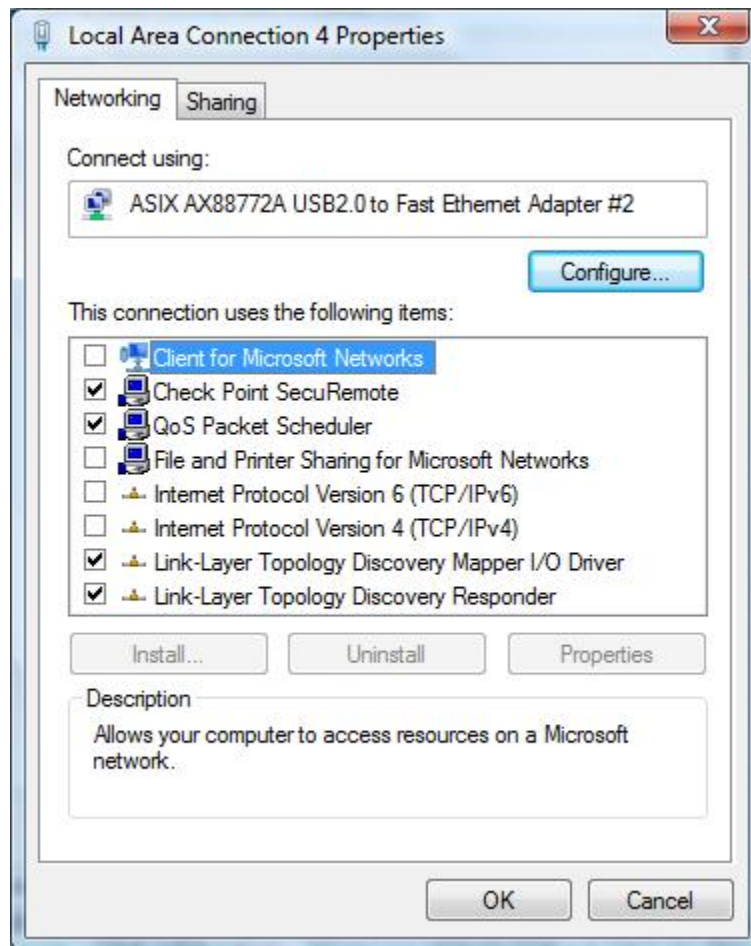 Local Area Connection 4 Properties
Networking Sharing
Connect using:
ASIX AX88772A USB2.0 to Fast Ethernet Adapter #2
Configure...
This connection uses the following items:
Client for Microsoft Networks
Check Point SecuRemote
QoS Packet Scheduler
File and Printer Sharing for Microsoft Networks
Internet Protocol Version 6 (TCP/IPv6)
Internet Protocol Version 4 (TCP/IPv4)
Link-Layer Topology Discovery Mapper I/O Driver
Link-Layer Topology Discovery Responder
Install... Uninstall Properties
Description
Allows your computer to access resources on a Microsoft
network.
OK Cancel